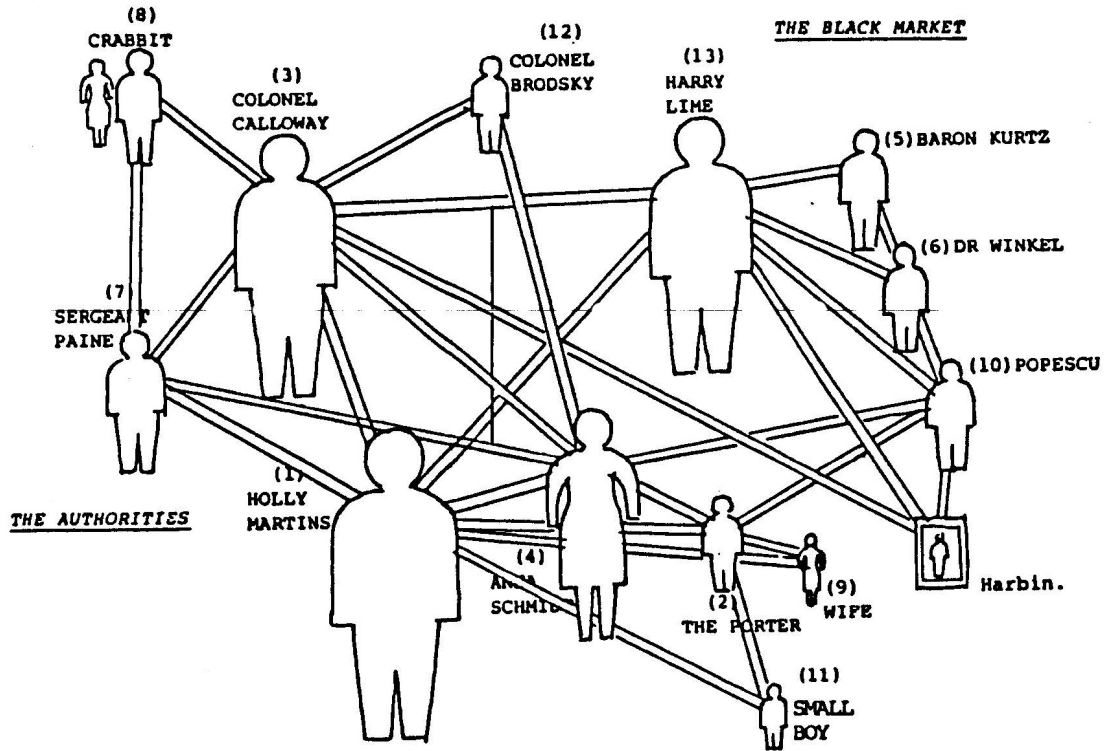 (8)
CRABBIT
(12)
COLONEL
BRODSKY
THE BLACK MARKET
(3)
COLONEL
CALLOWAY
(13)
HARRY
LIME
(5) BARON KURTZ
(6) DR WINKEL
(7
SERGEANT
PAINE
(10) POPESCU
(1)
HOLLY
MARTINS
THE AUTHORITIES
(4)
ANNA
SCHMID
(2)
THE PORTER
(9)
WIFE
Harbin.
(11)
SMALL
BOY